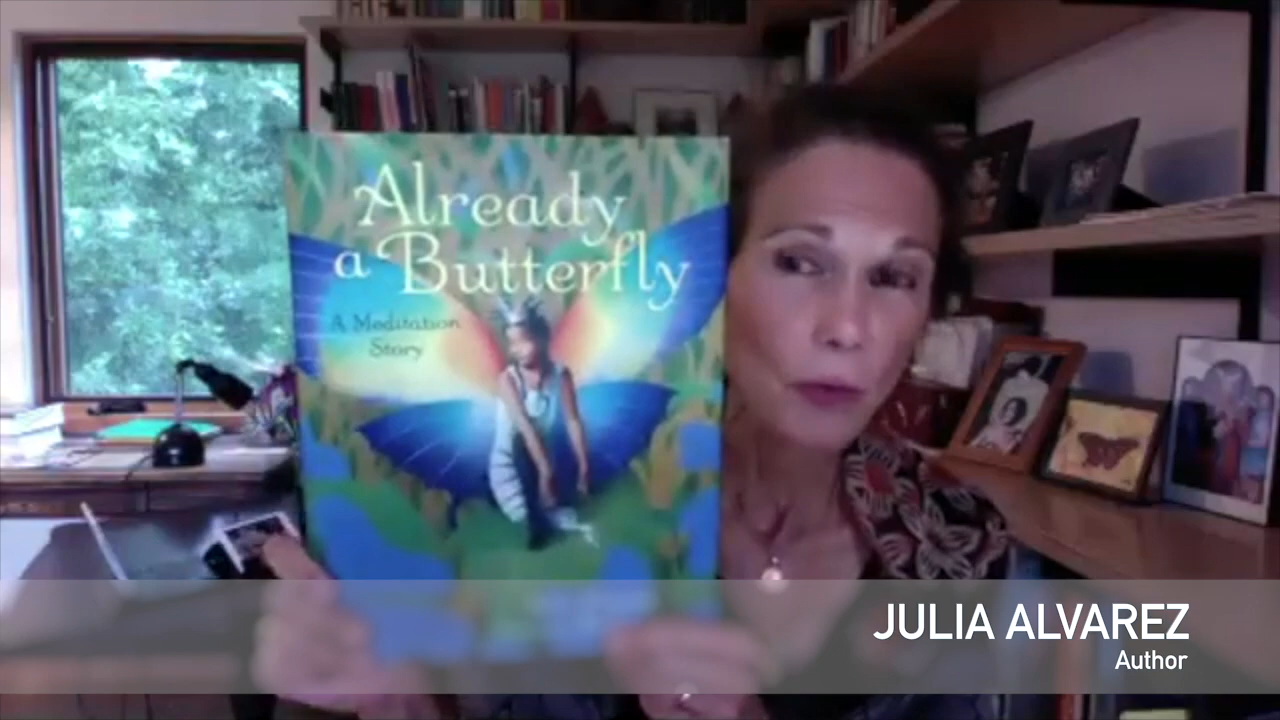 Already
a Butterfly
A Meditation
Story
JULIA ALVAREZ
Author